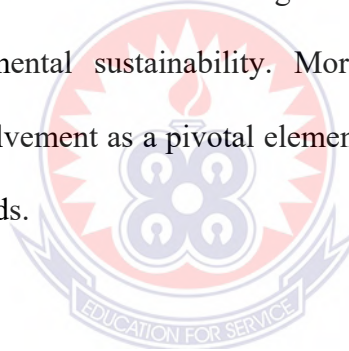 mental sustainability. Mor
lvement as a pivotal elemen
ds.
EDUCATION FOR SERVICE